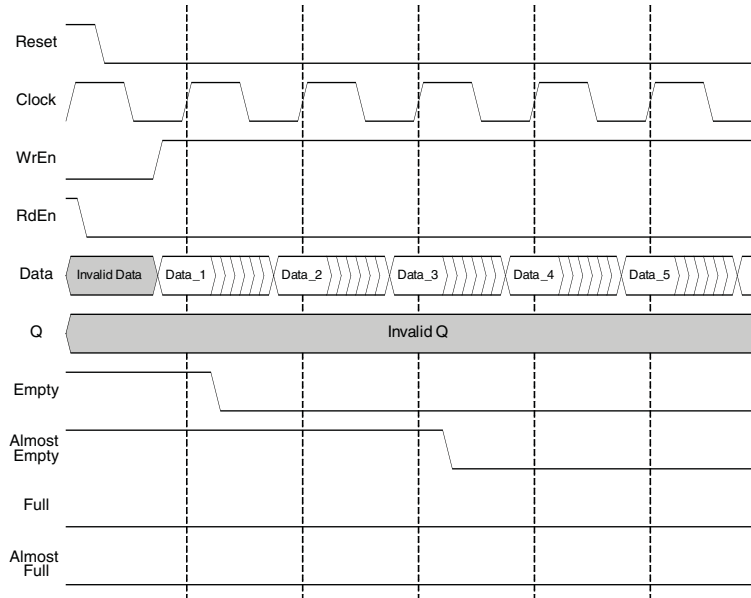 Reset
Clock
WrEn
RdEn
Data
Invalid Data
Data_1
Data_2
Data_3
Data_4
Data_5
Q
Invalid Q
Empty
Almost
Empty
Full
Almost
Full